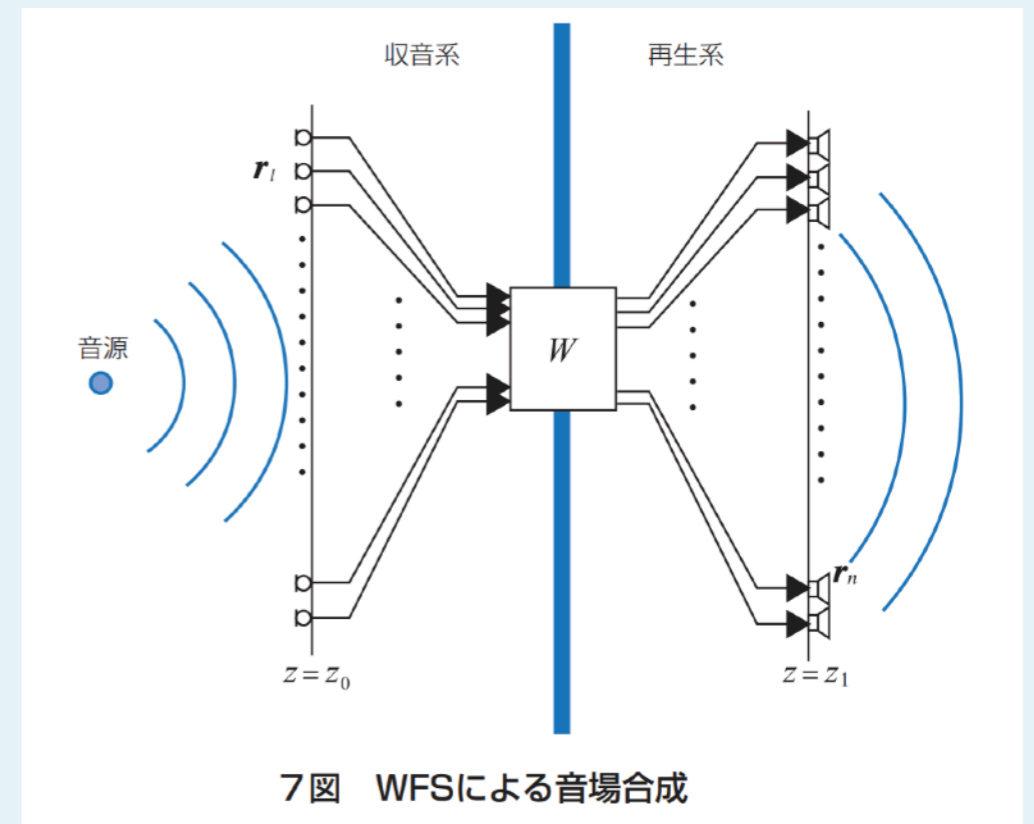 収音系
再生系
r_l
音源
W
r_n
z = z_0
z = z_1
7図 WFSによる音場合成